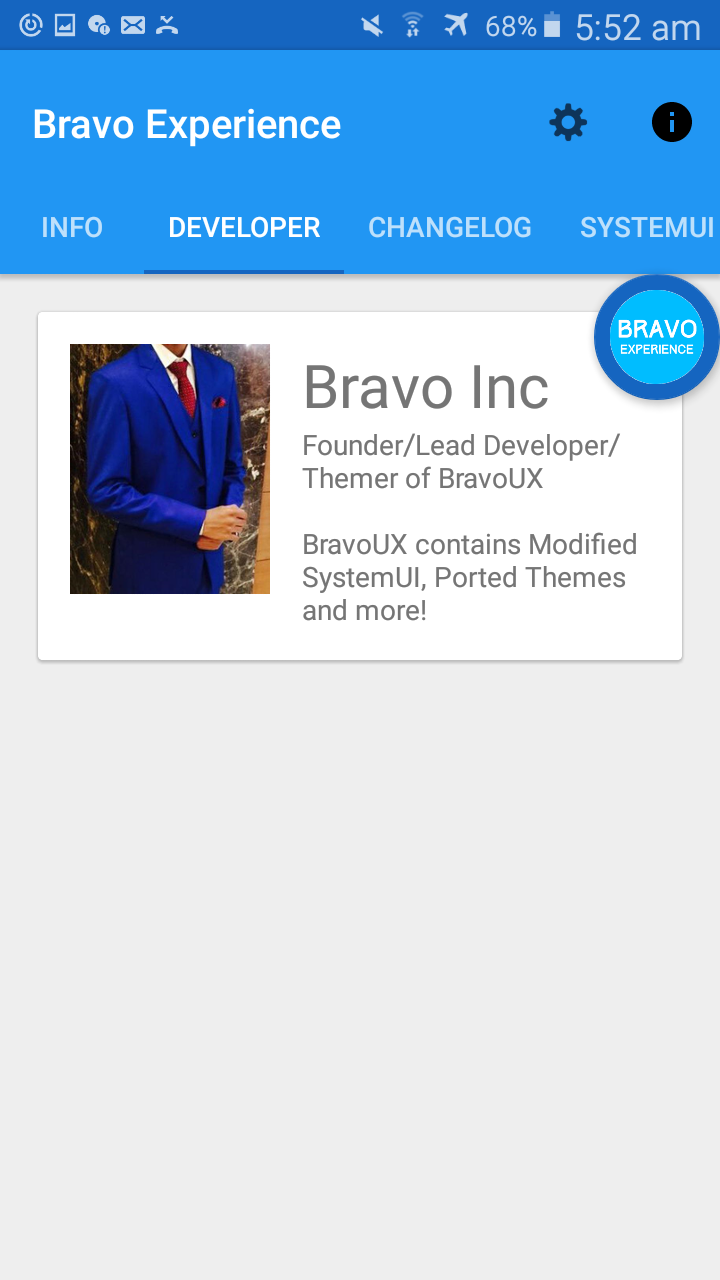 68% 5:52 am
Bravo Experience
INFO DEVELOPER CHANGELOG SYSTEMUI
BRAVO
EXPERIENCE
Bravo Inc
Founder/Lead Developer/
Themer of BravoUX
BravoUX contains Modified
SystemUI, Ported Themes
and more!